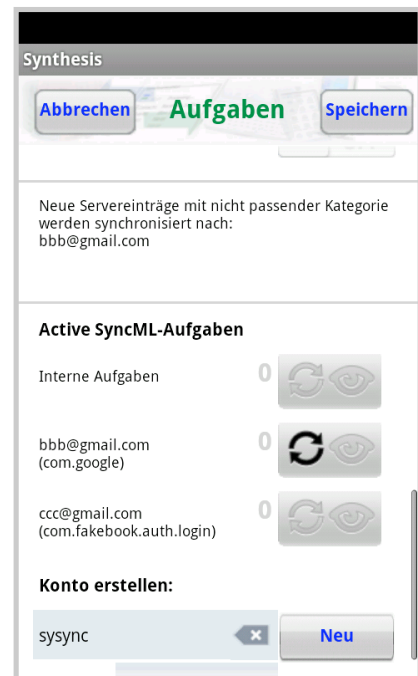 Synthesis
Abbrechen Aufgaben Speichern
Neue Servereinträge mit nicht passender Kategorie
werden synchronisiert nach:
bbb@gmail.com
Active SyncML-Aufgaben
Interne Aufgaben 0
bbb@gmail.com 0
(com.google)
ccc@gmail.com 0
(com.fakebook.auth.login)
Konto erstellen:
sysync Neu